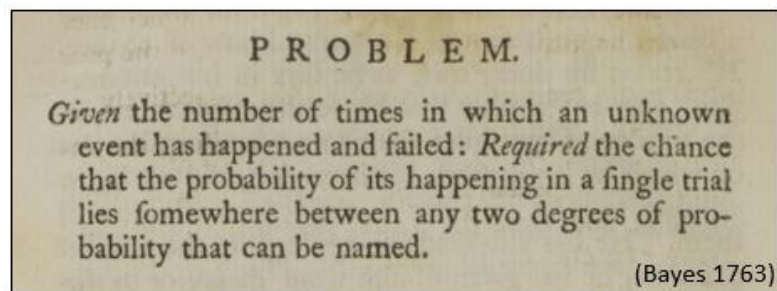 PROBLEM.
Given the number of times in which an unknown
event has happened and failed: Required the chance
that the probability of its happening in a ſingle trial
lies ſomewhere between any two degrees of pro-
bability that can be named.
(Bayes 1763)